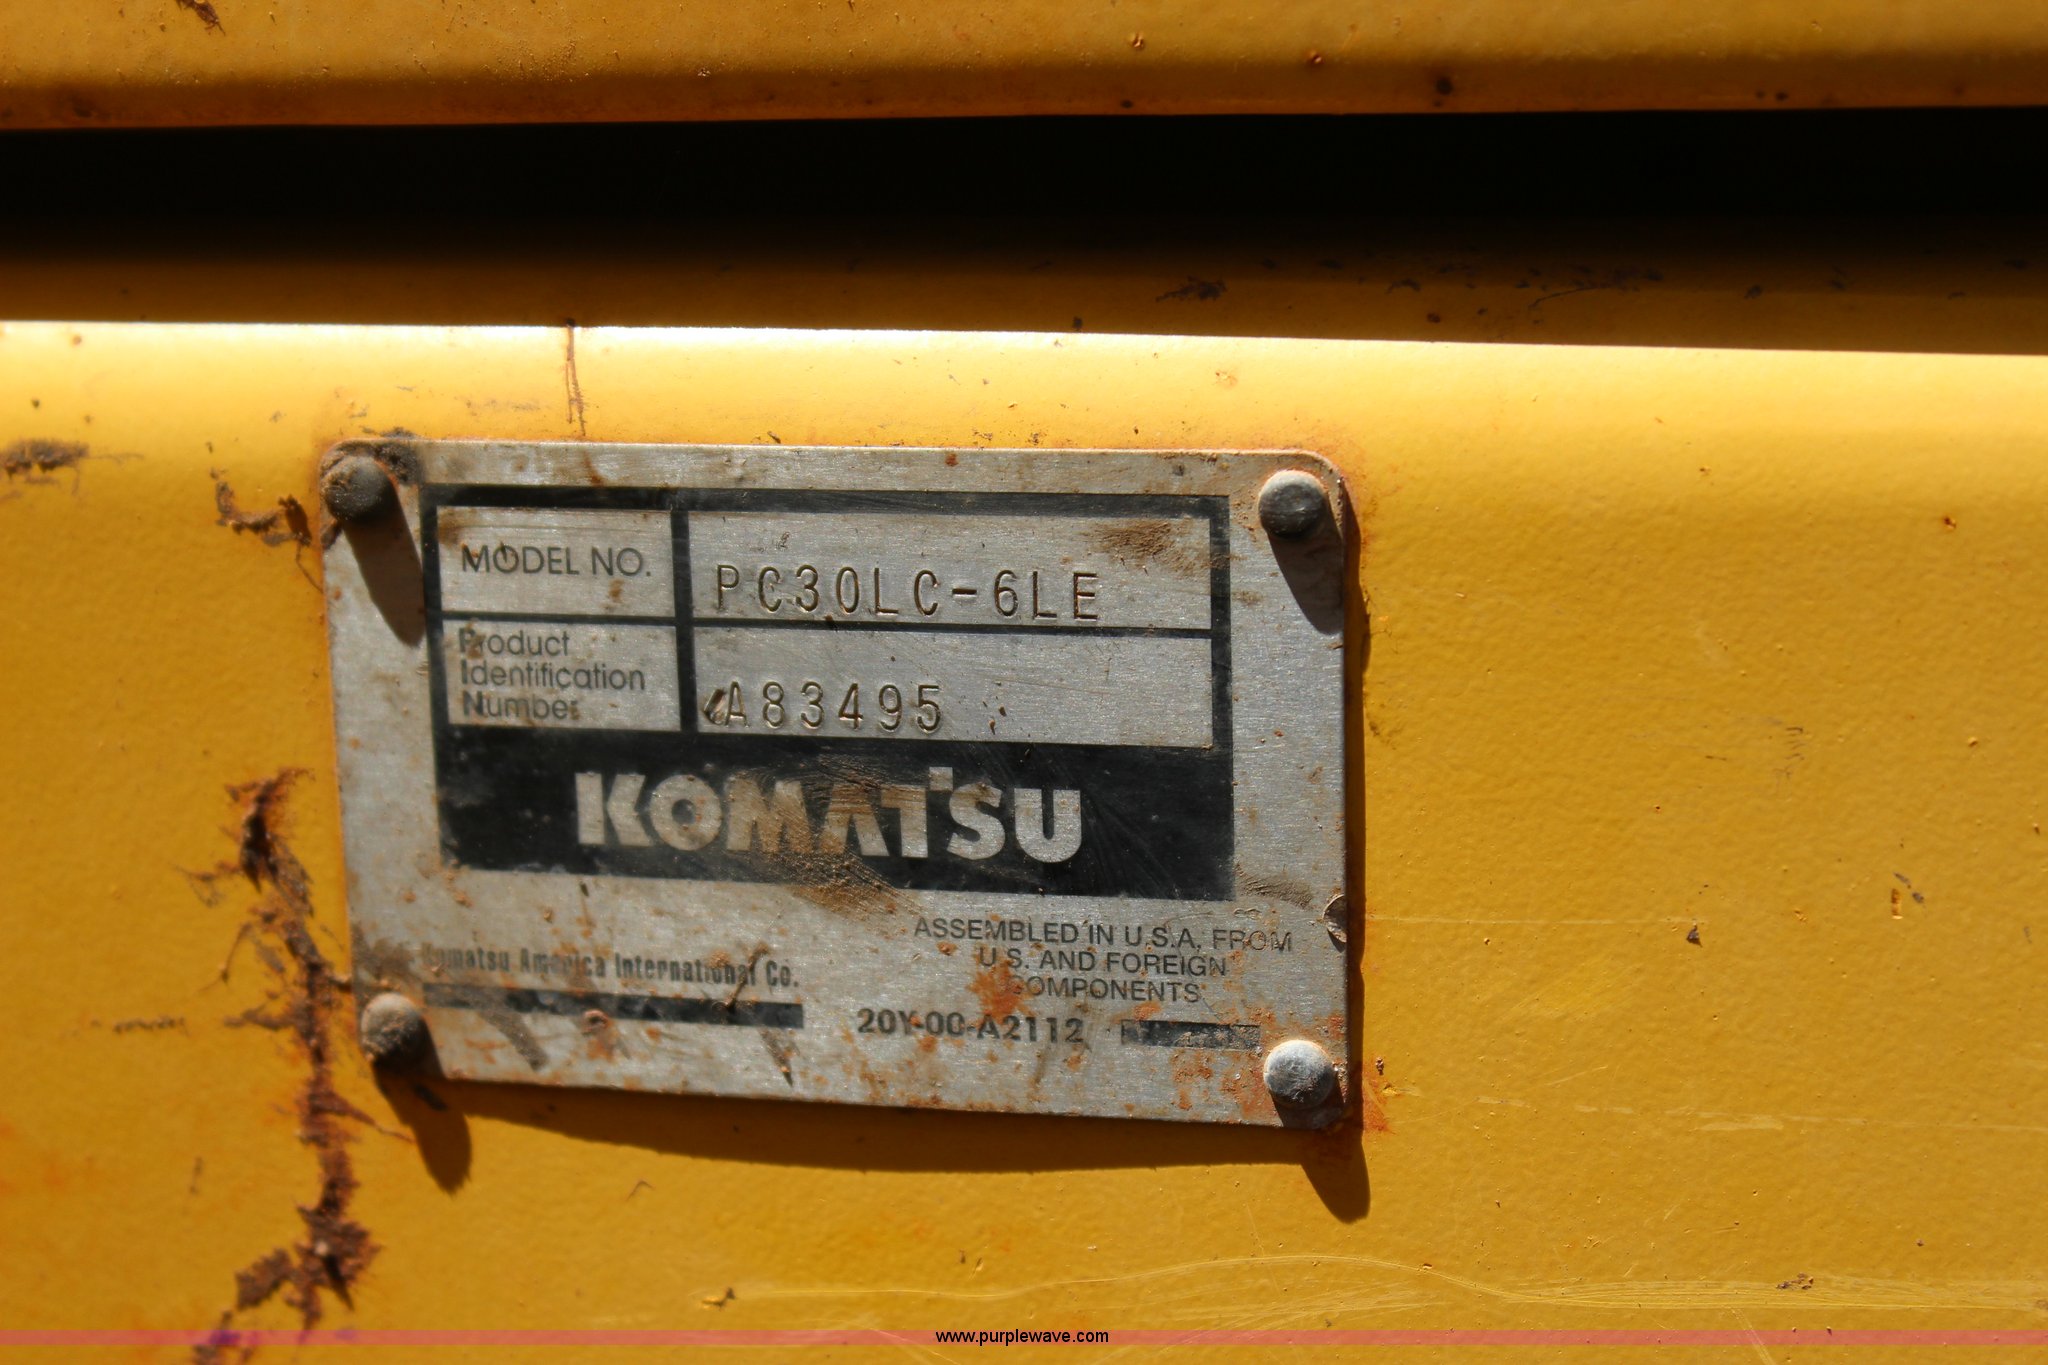 MODEL NO.
PC30LC-6LE
Product
Identification
Number
A83495
KOMATSU
ASSEMBLED IN U.S.A. FROM
U.S. AND FOREIGN
COMPONENTS
Komatsu America International Co.
20Y-00-A2112
www.purplewave.com